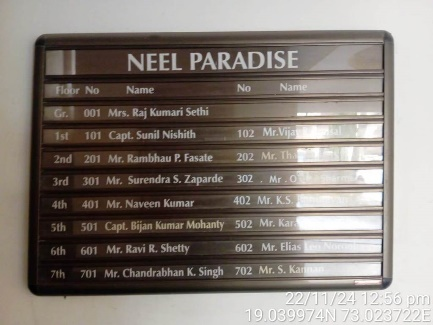 NEEL PARADISE
Floor No Name No Name
Gr. 001 Mrs. Raj Kumari Sethi
1st 101 Capt. Sunil Nishith 102 Mr.Vijay
2nd 201 Mr. Rambhau P. Fasate 202 Mr.
3rd 301 Mr. Surendra S. Zaparde 302 . Mr .
4th 401 Mr. Naveen Kumar 402 Mr. K.S.
5th 501 Capt. Bijan Kumar Mohanty 502 Mr.
6th 601 Mr. Ravi R. Shetty 602 Mr. Elias
7th 701 Mr. Chandrabhan K. Singh 702 Mr. S. Kannan
22/11/24 12:56 pm
19.039974N 73.023722E